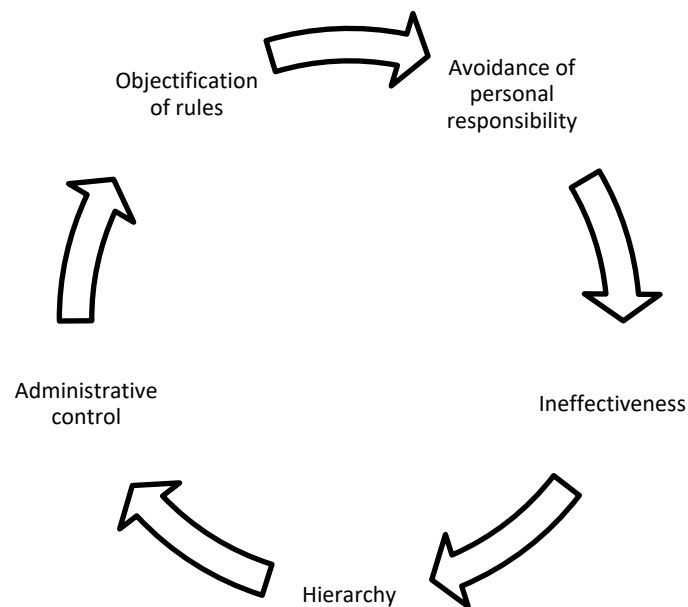 Objectification
of rules
Avoidance of
personal
responsibility
Ineffectiveness
Hierarchy
Administrative
control